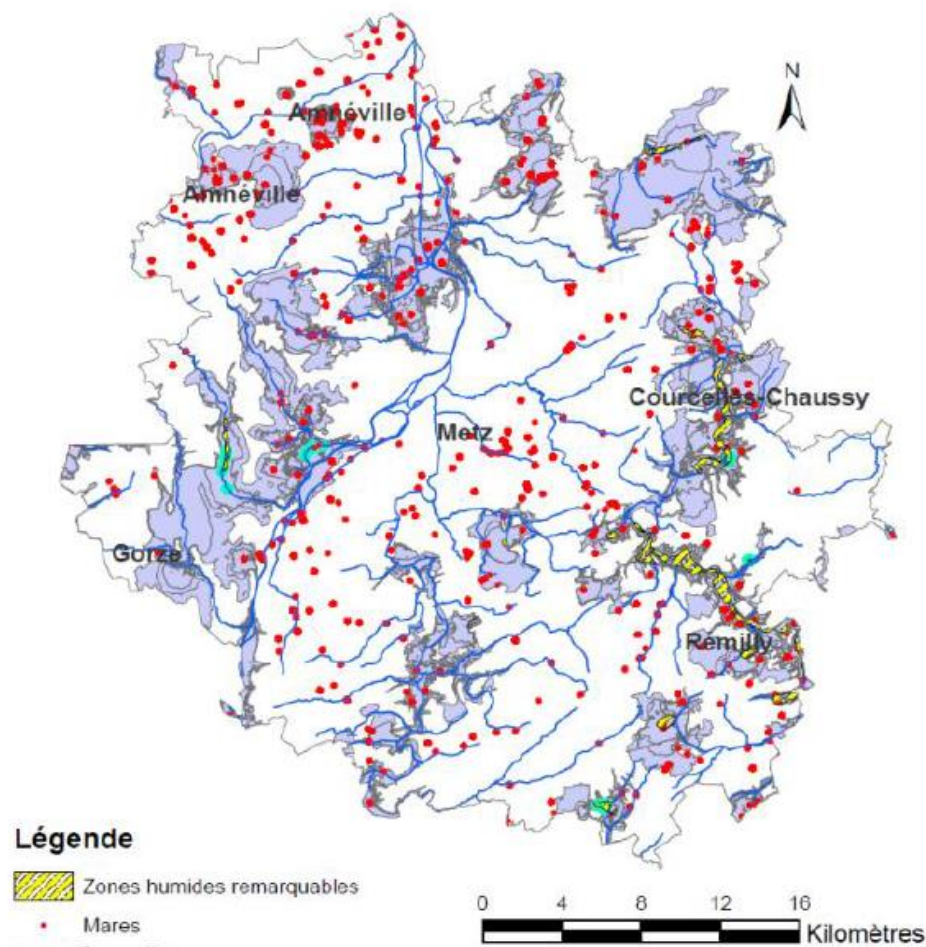 N
Amnéville
Amnéville
Courcelles-Chaussy
Metz
Gorze
Rémilly
Légende
Zones humides remarquables
Mares
0 4 8 12 16
Kilomètres